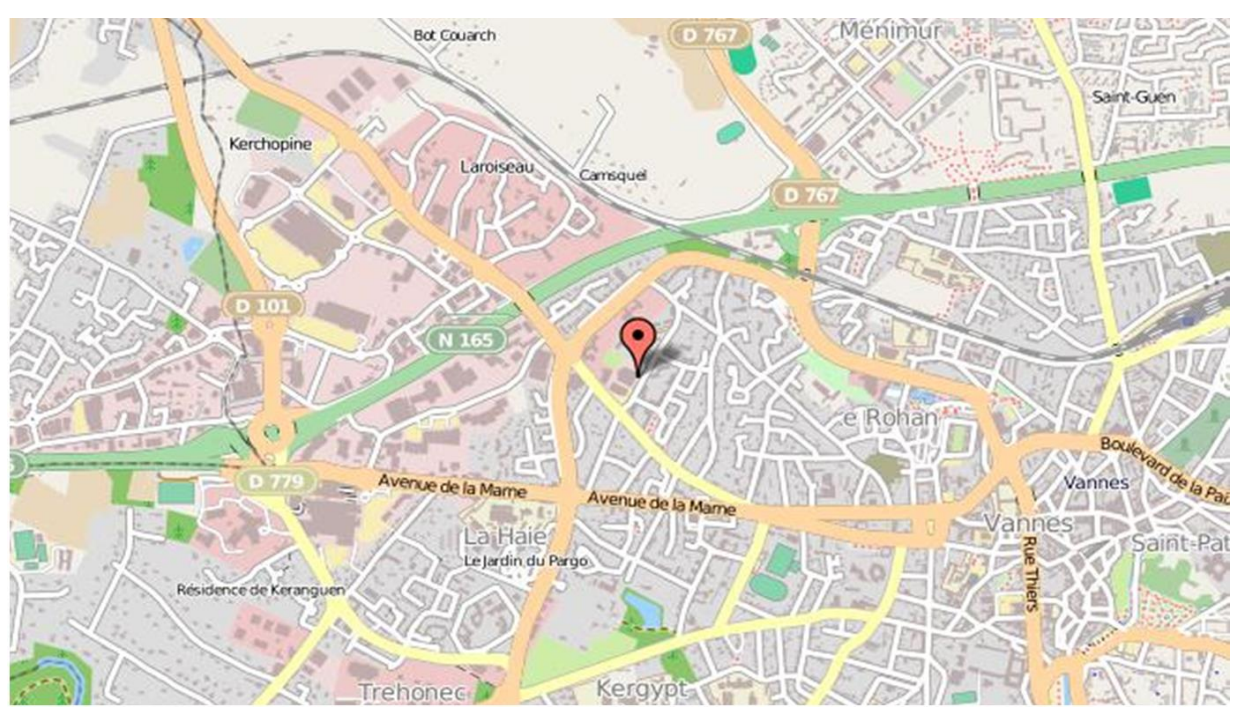 Bot Couarch
D 767
Ménimur
Saint-Guen
Kerchopine
Laroiseau
Camsquel
D 767
D 101
N 165
e Rohan
Boulevard de la Paix
D 779
Avenue de la Marne
Avenue de la Marne
Vannes
Vannes
La Haie
Le Jardin du Pargo
Saint-Pat
Rue Thiers
Résidence de Keranguen
Trehonec
Kergypt